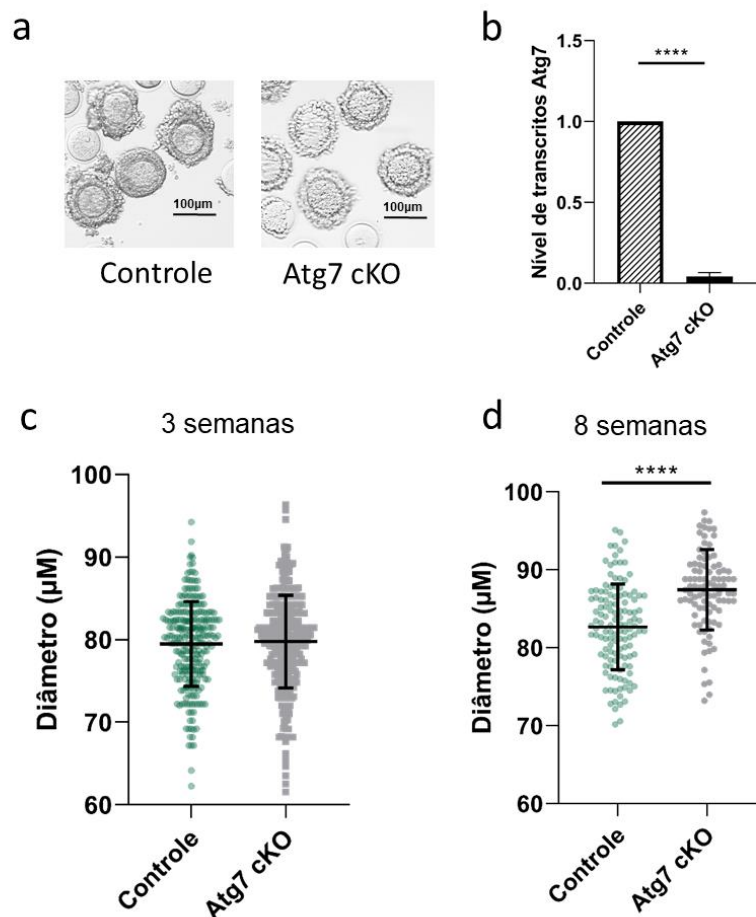 a
100µm
100µm
Controle
Atg7 cKO
b
Nível de transcritos Atg7
1.5
1.0
0.5
0.0
****
Controle
Atg7 cKO
c
3 semanas
Diâmetro (µM)
100
90
80
70
60
Controle
Atg7 cKO
d
8 semanas
****
Diâmetro (µM)
100
90
80
70
60
Controle
Atg7 cKO